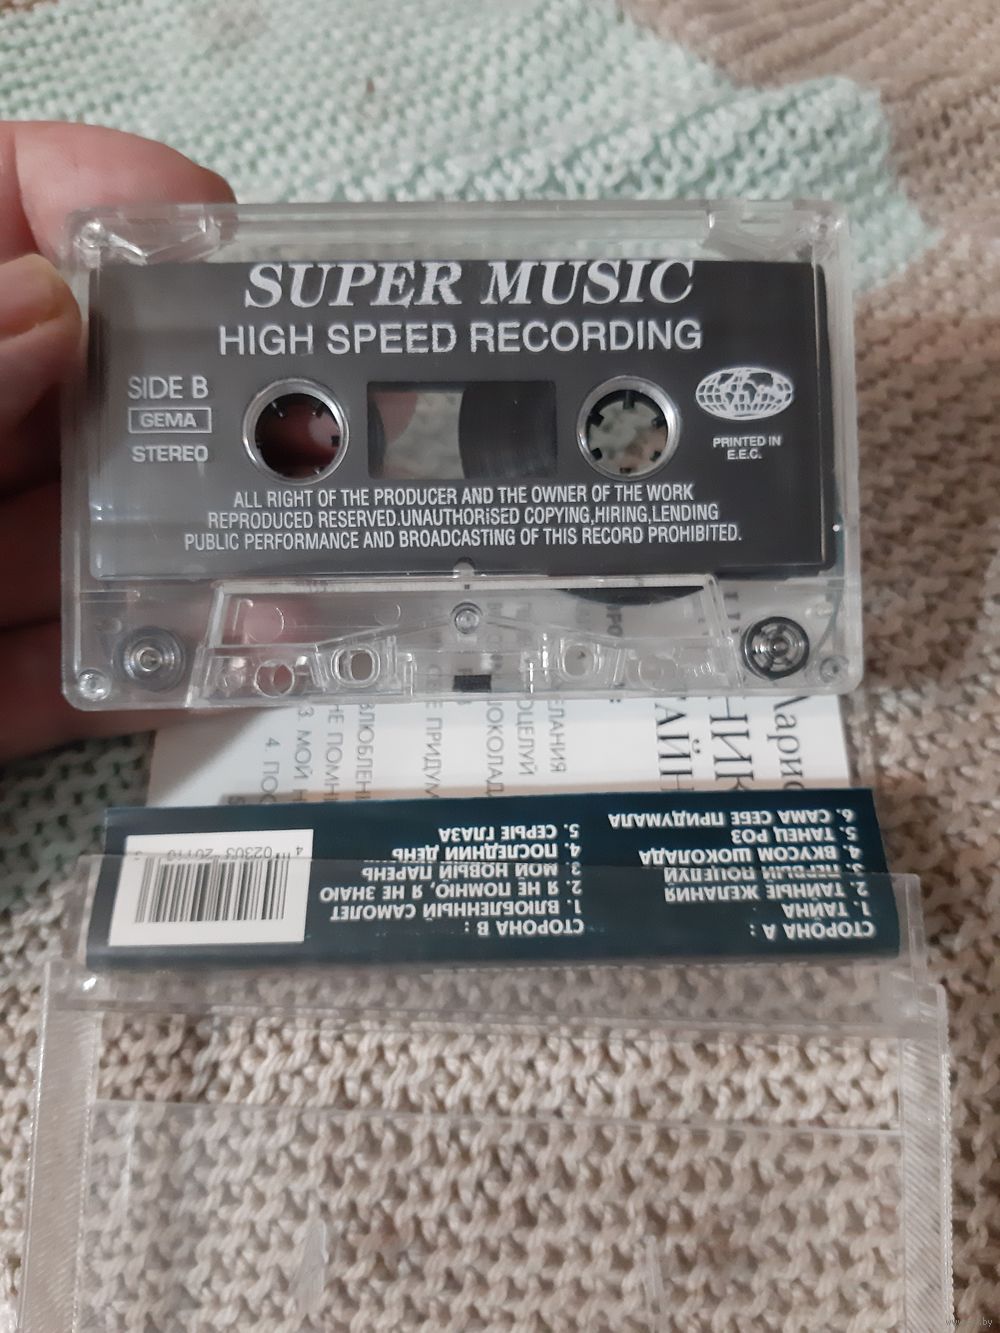 SUPER MUSIC
HIGH SPEED RECORDING
SIDE B
GEMA
STEREO
PRINTED IN
E.E.C.
ALL RIGHT OF THE PRODUCER AND THE OWNER OF THE WORK
REPRODUCED RESERVED.UNAUTHORiSED COPYING,HIRING,LENDING
PUBLIC PERFORMANCE AND BROADCASTING OF THIS RECORD PROHIBITED.
СТОРОНА А :
1. ТАЙНА
2. ТАЙНЫЕ ЖЕЛАНИЯ
3. ПЕРВЫЙ ПОЦЕЛУЙ
4. ВКУСОМ ШОКОЛАДА
5. ТАНЕЦ РОЗ
6. САМА СЕБЕ ПРИДУМАЛА
СТОРОНА В :
1. ВЛЮБЛЕННЫЙ САМОЛЕТ
2. Я НЕ ПОМНЮ, Я НЕ ЗНАЮ
3. МОЙ НОВЫЙ ПАРЕНЬ
4. ПОСЛЕДНИЙ ДЕНЬ
5. СЕРЫЕ ГЛАЗА